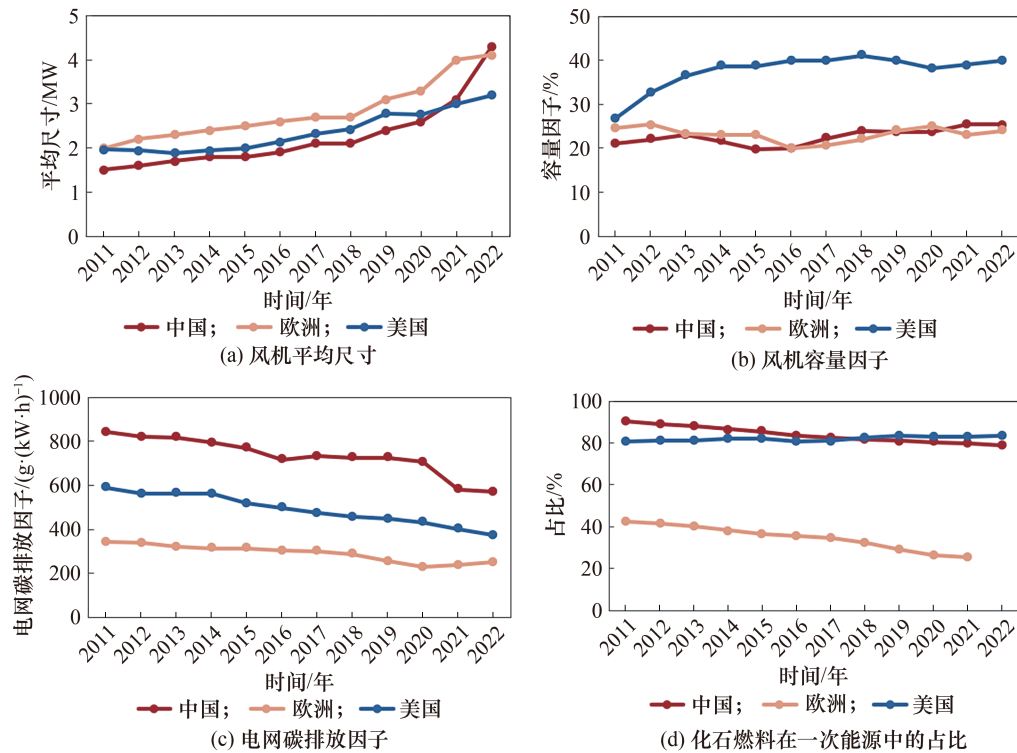 5
4
3
2
1
0
平均尺寸/MW
2011 2012 2013 2014 2015 2016 2017 2018 2019 2020 2021 2022
时间/年
中国； 欧洲； 美国
(a) 风机平均尺寸
50
40
30
20
10
0
容量因子/%
2011 2012 2013 2014 2015 2016 2017 2018 2019 2020 2021 2022
时间/年
中国； 欧洲； 美国
(b) 风机容量因子
1000
800
600
400
200
0
电网碳排放因子/(g·(kW·h)⁻¹)
2011 2012 2013 2014 2015 2016 2017 2018 2019 2020 2021 2022
时间/年
中国； 欧洲； 美国
(c) 电网碳排放因子
100
80
60
40
20
0
占比/%
2011 2012 2013 2014 2015 2016 2017 2018 2019 2020 2021 2022
时间/年
中国； 欧洲； 美国
(d) 化石燃料在一次能源中的占比